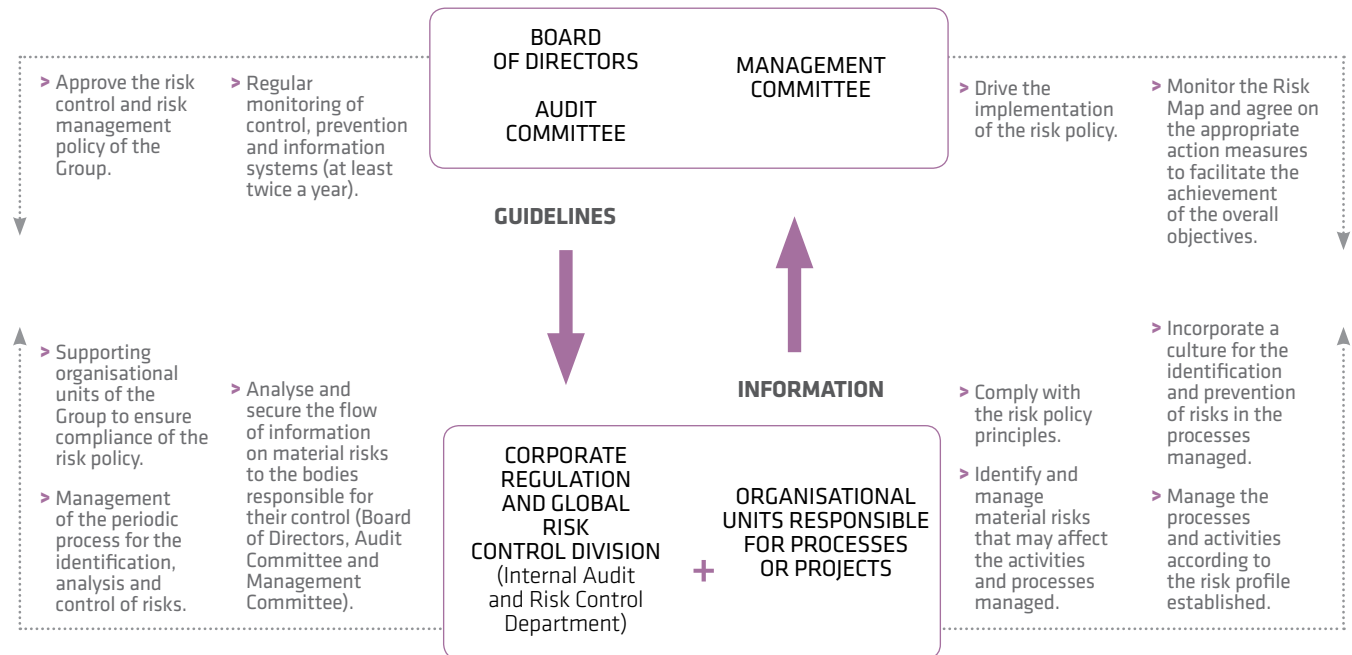 BOARD
OF DIRECTORS
AUDIT
COMMITTEE
MANAGEMENT
COMMITTEE
> Approve the risk
control and risk
management
policy of the
Group.
> Regular
monitoring of
control, prevention
and information
systems (at least
twice a year).
> Drive the
implementation
of the risk policy.
> Monitor the Risk
Map and agree on
the appropriate
action measures
to facilitate the
achievement
of the overall
objectives.
GUIDELINES
INFORMATION
> Supporting
organisational
units of the
Group to ensure
compliance of the
risk policy.
> Management
of the periodic
process for the
identification,
analysis and
control of risks.
> Analyse and
secure the flow
of information
on material risks
to the bodies
responsible for
their control (Board
of Directors, Audit
Committee and
Management
Committee).
CORPORATE
REGULATION
AND GLOBAL
RISK
CONTROL DIVISION
(Internal Audit
and Risk Control
Department)
+
ORGANISATIONAL
UNITS RESPONSIBLE
FOR PROCESSES
OR PROJECTS
> Comply with
the risk policy
principles.
> Identify and
manage
material risks
that may affect
the activities
and processes
managed.
> Incorporate a
culture for the
identification
and prevention
of risks in the
processes
managed.
> Manage the
processes
and activities
according to
the risk profile
established.